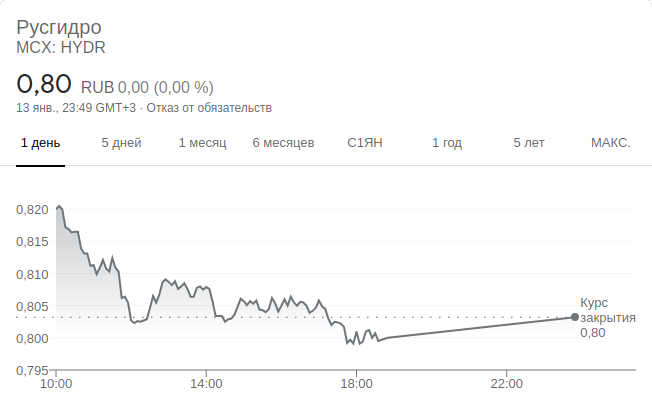 Русгидро
MCX: HYDR
0,80 RUB 0,00 (0,00 %)
13 янв., 23:49 GMT+3 · Отказ от обязательств
1 день 5 дней 1 месяц 6 месяцев С1ЯН 1 год 5 лет МАКС.
0,820
0,815
0,810
0,805
0,800
0,795
Курс
закрытия
0,80
10:00 14:00 18:00 22:00